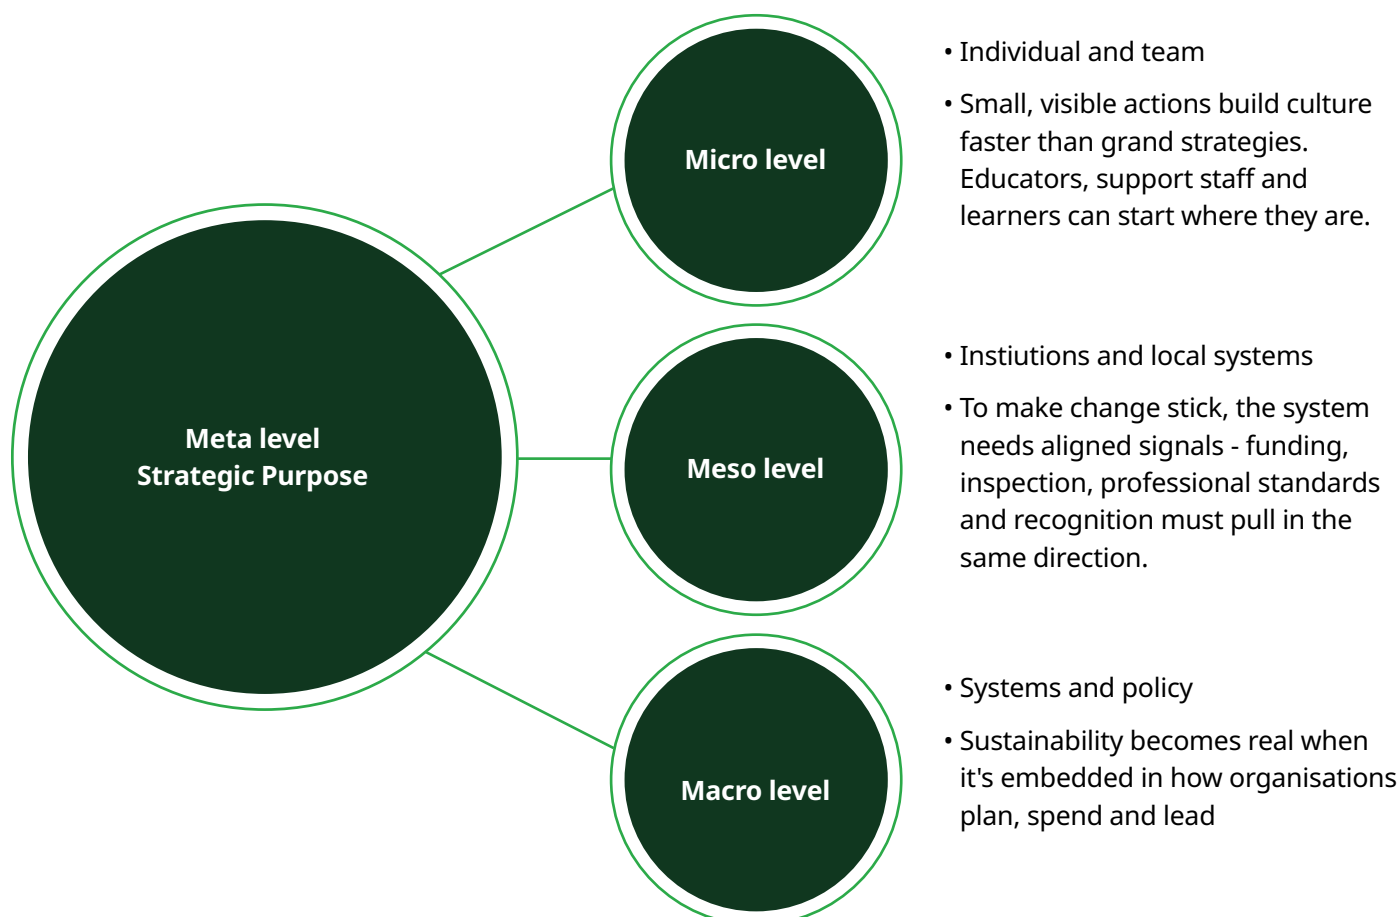 Meta level
Strategic Purpose
Micro level
• Individual and team
• Small, visible actions build culture
faster than grand strategies.
Educators, support staff and
learners can start where they are.
Meso level
• Instiutions and local systems
• To make change stick, the system
needs aligned signals - funding,
inspection, professional standards
and recognition must pull in the
same direction.
Macro level
• Systems and policy
• Sustainability becomes real when
it's embedded in how organisations
plan, spend and lead